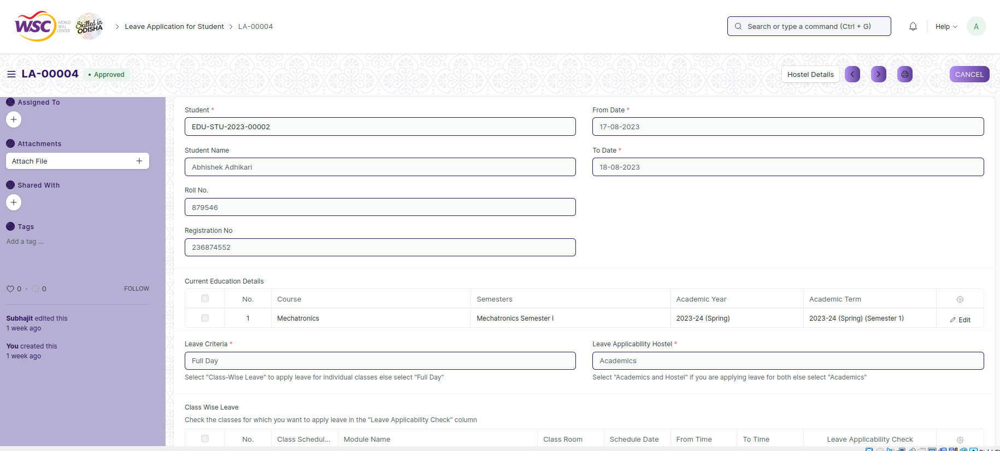 WSC WORLD SKILL CENTER
Skilled in ODISHA
Leave Application for Student
LA-00004
Search or type a command (Ctrl + G)
Help
A
LA-00004
Approved
Hostel Details
CANCEL
Assigned To
Attachments
Attach File
Shared With
Tags
Add a tag ...
0 · 0
FOLLOW
Subhajit edited this
1 week ago
You created this
1 week ago
Student *
EDU-STU-2023-00002
From Date *
17-08-2023
Student Name
Abhishek Adhikari
To Date *
18-08-2023
Roll No.
879546
Registration No
236874552
Current Education Details
No. Course Semesters Academic Year Academic Term
1 Mechatronics Mechatronics Semester I 2023-24 (Spring) 2023-24 (Spring) (Semester 1) Edit
Leave Criteria *
Full Day
Select "Class-Wise Leave" to apply leave for individual classes else select "Full Day"
Leave Applicability Hostel *
Academics
Select "Academics and Hostel" if you are applying leave for both else select "Academics"
Class Wise Leave
Check the classes for which you want to apply leave in the "Leave Applicability Check" column
No. Class Schedul... Module Name Class Room Schedule Date From Time To Time Leave Applicability Check